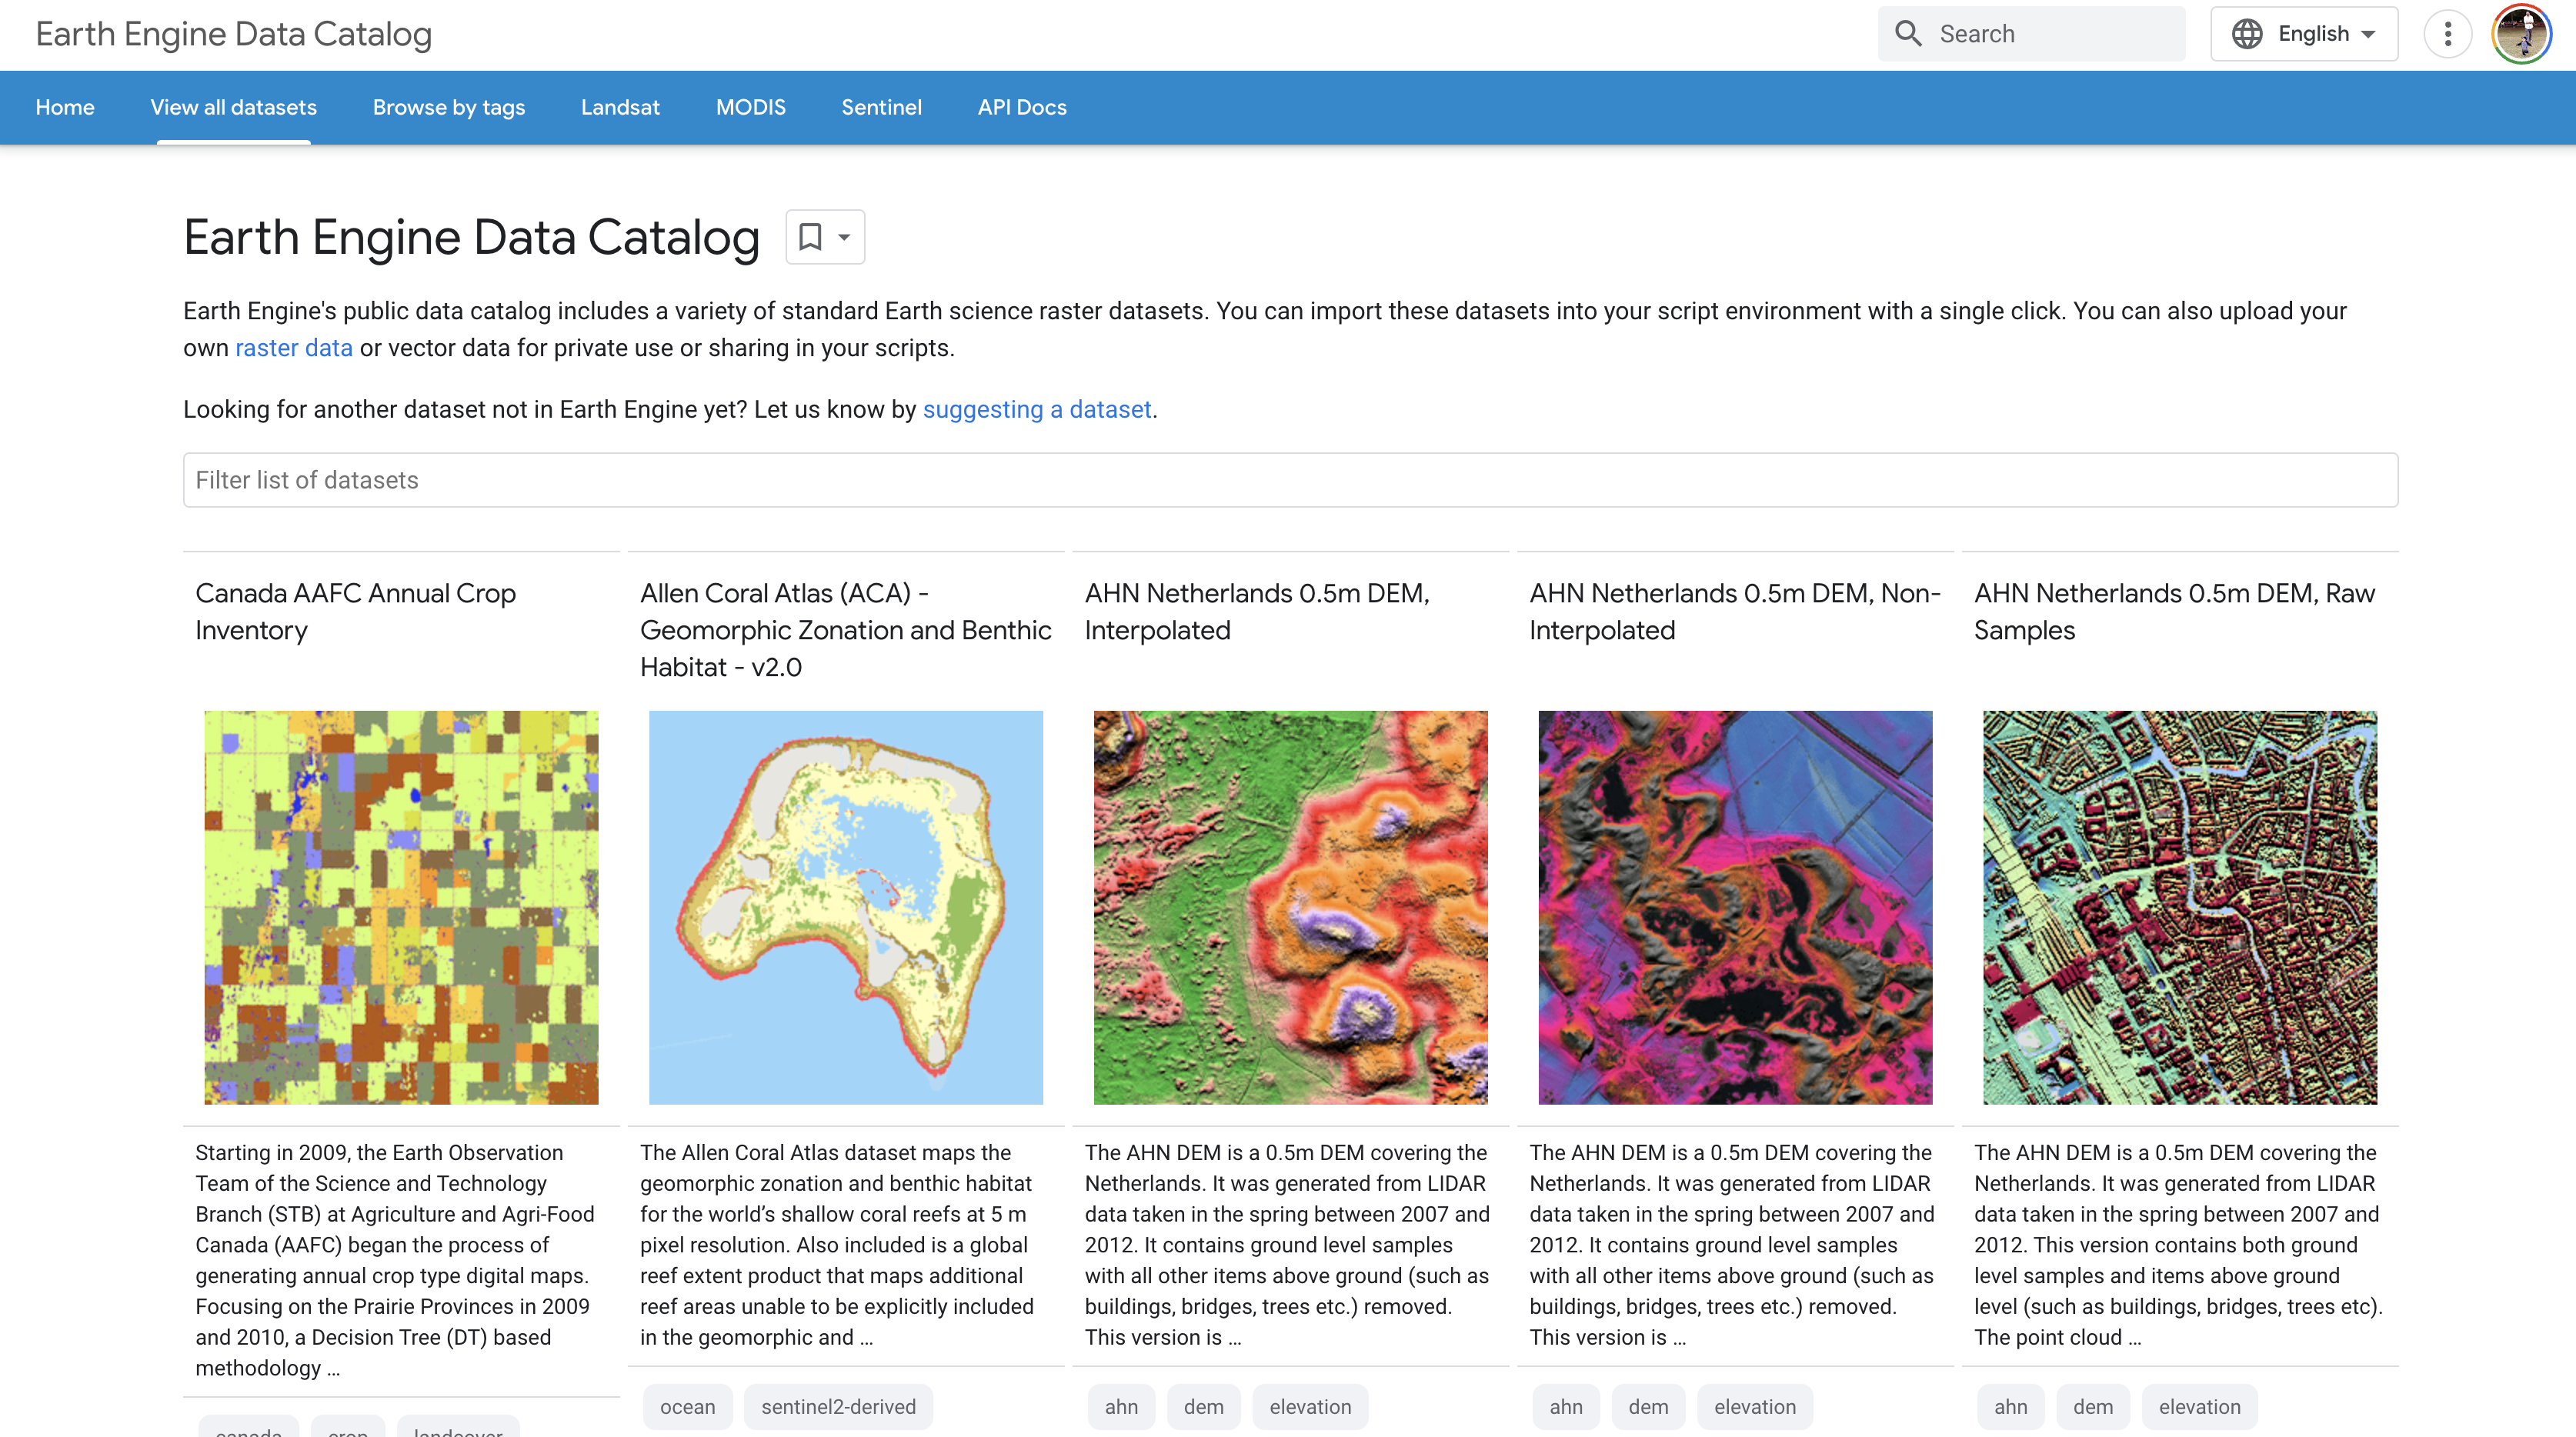 Earth Engine Data Catalog
Search
English
Home
View all datasets
Browse by tags
Landsat
MODIS
Sentinel
API Docs
Earth Engine Data Catalog
Earth Engine's public data catalog includes a variety of standard Earth science raster datasets. You can import these datasets into your script environment with a single click. You can also upload your
own raster data or vector data for private use or sharing in your scripts.
Looking for another dataset not in Earth Engine yet? Let us know by suggesting a dataset.
Filter list of datasets
Canada AAFC Annual Crop
Inventory
Starting in 2009, the Earth Observation
Team of the Science and Technology
Branch (STB) at Agriculture and Agri-Food
Canada (AAFC) began the process of
generating annual crop type digital maps.
Focusing on the Prairie Provinces in 2009
and 2010, a Decision Tree (DT) based
methodology …
canada
crop
landcover
Allen Coral Atlas (ACA) -
Geomorphic Zonation and Benthic
Habitat - v2.0
The Allen Coral Atlas dataset maps the
geomorphic zonation and benthic habitat
for the world’s shallow coral reefs at 5 m
pixel resolution. Also included is a global
reef extent product that maps additional
reef areas unable to be explicitly included
in the geomorphic and …
ocean
sentinel2-derived
AHN Netherlands 0.5m DEM,
Interpolated
The AHN DEM is a 0.5m DEM covering the
Netherlands. It was generated from LIDAR
data taken in the spring between 2007 and
2012. It contains ground level samples
with all other items above ground (such as
buildings, bridges, trees etc.) removed.
This version is …
ahn
dem
elevation
AHN Netherlands 0.5m DEM, Non-
Interpolated
The AHN DEM is a 0.5m DEM covering the
Netherlands. It was generated from LIDAR
data taken in the spring between 2007 and
2012. It contains ground level samples
with all other items above ground (such as
buildings, bridges, trees etc.) removed.
This version is …
ahn
dem
elevation
AHN Netherlands 0.5m DEM, Raw
Samples
The AHN DEM is a 0.5m DEM covering the
Netherlands. It was generated from LIDAR
data taken in the spring between 2007 and
2012. This version contains both ground
level samples and items above ground
level (such as buildings, bridges, trees etc).
The point cloud …
ahn
dem
elevation